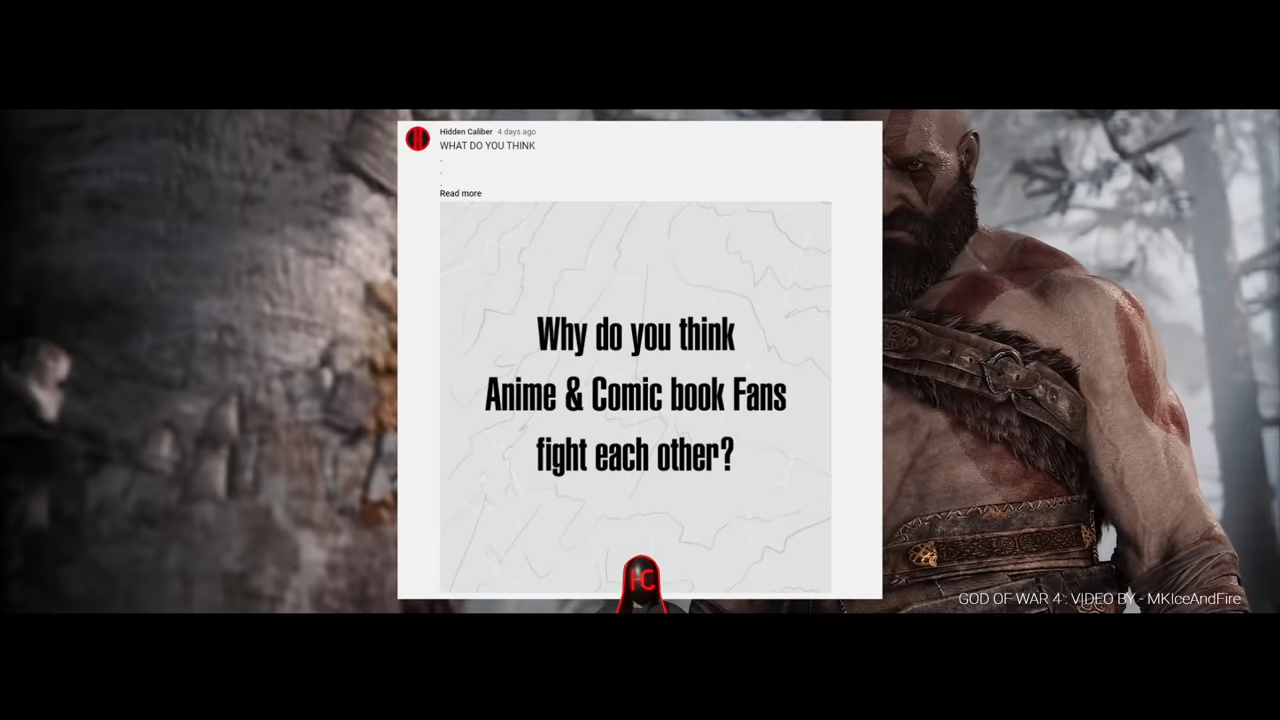 Hidden Caliber 4 days ago
WHAT DO YOU THINK
.
.
.
Read more
Why do you think
Anime & Comic book Fans
fight each other?
HC
GOD OF WAR 4 : VIDEO BY - MKIceAndFire